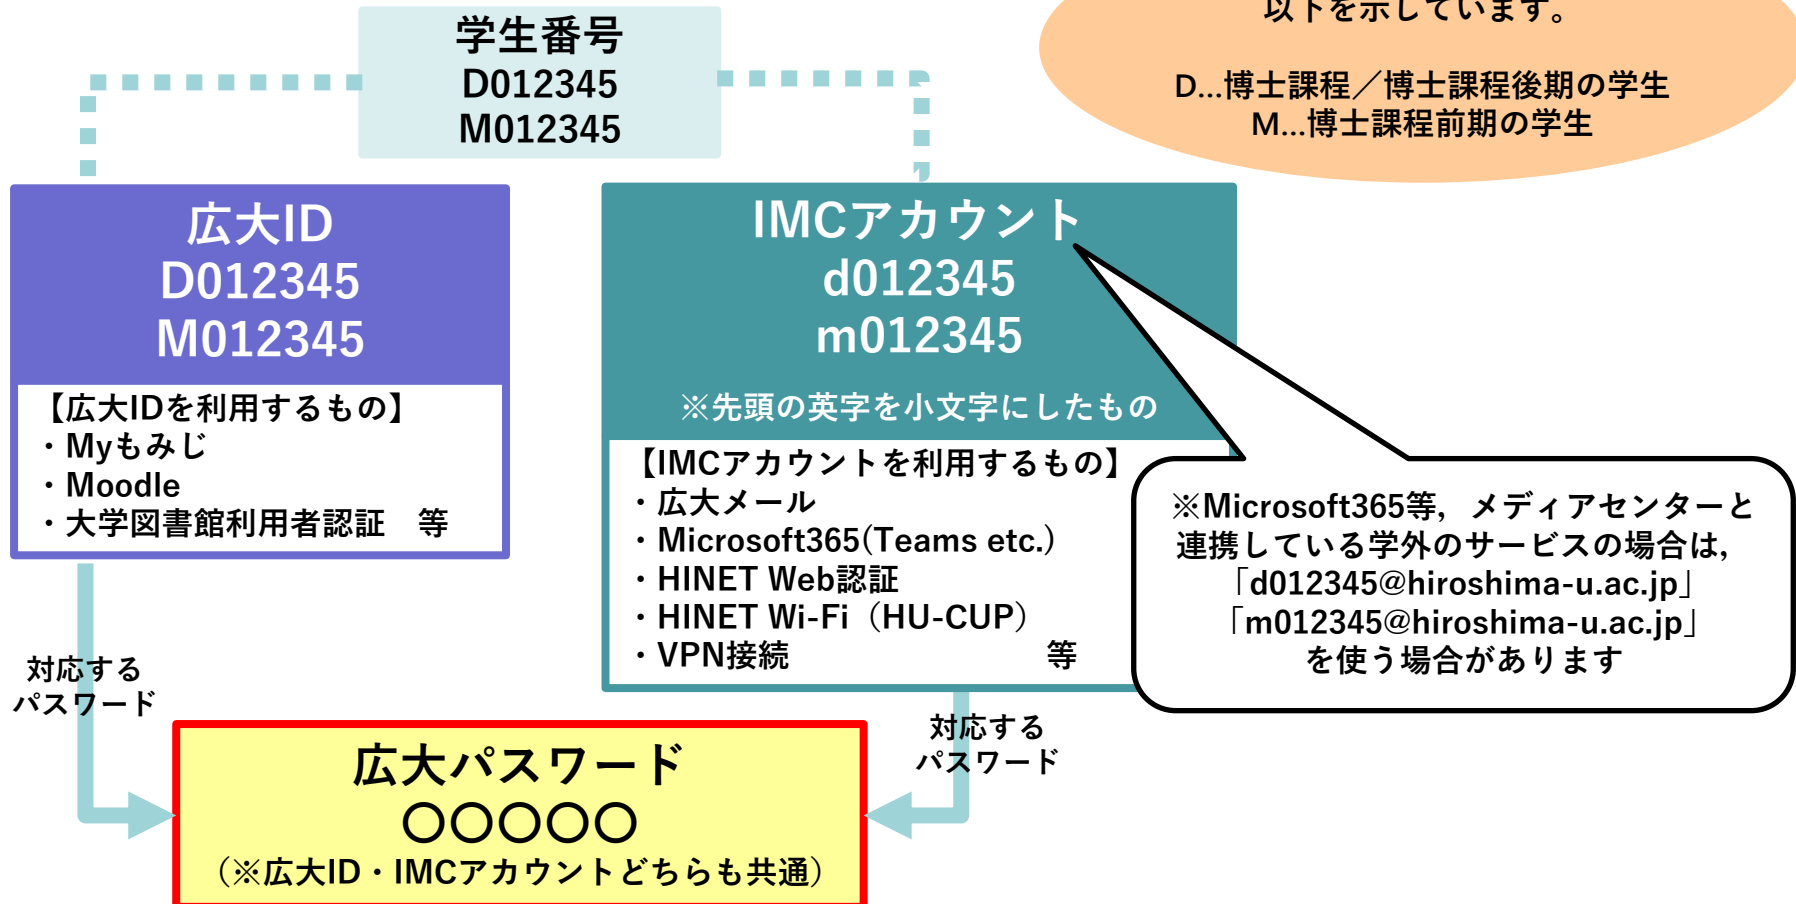 以下を示しています。
D…博士課程／博士課程後期の学生
M…博士課程前期の学生
学生番号
D012345
M012345
広大ID
D012345
M012345
【広大IDを利用するもの】
・Myもみじ
・Moodle
・大学図書館利用者認証　等
IMCアカウント
d012345
m012345
※先頭の英字を小文字にしたもの
【IMCアカウントを利用するもの】
・広大メール
・Microsoft365(Teams etc.)
・HINET Web認証
・HINET Wi-Fi（HU-CUP）
・VPN接続　等
※Microsoft365等，メディアセンターと
連携している学外のサービスの場合は，
「d012345@hiroshima-u.ac.jp」
「m012345@hiroshima-u.ac.jp」
を使う場合があります
対応する
パスワード
対応する
パスワード
広大パスワード
〇〇〇〇〇
（※広大ID・IMCアカウントどちらも共通）